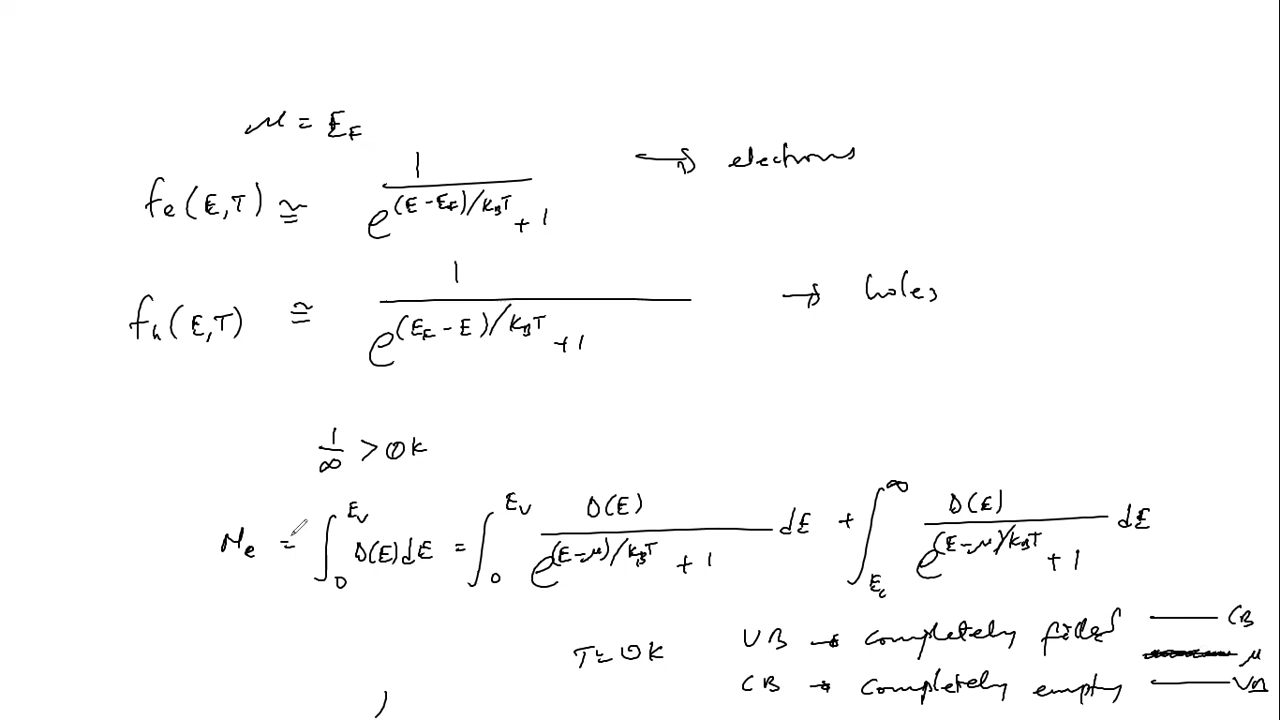 μ = E_F
f_e(E,T) ≅ 1/(e^{(E-E_F)/k_BT} + 1) → electrons
f_h(E,T) ≅ 1/(e^{(E_F-E)/k_BT} + 1) → holes
1/∞ > 0K
N_e = ∫_0^{E_v} D(E)dE = ∫_0^{E_v} D(E)/(e^{(E-μ)/k_BT} + 1) dE + ∫_{E_c}^∞ D(E)/(e^{(E-μ)/k_BT} + 1) dE
T = 0K VB → completely filled — CB
— μ
CB → completely empty — VB